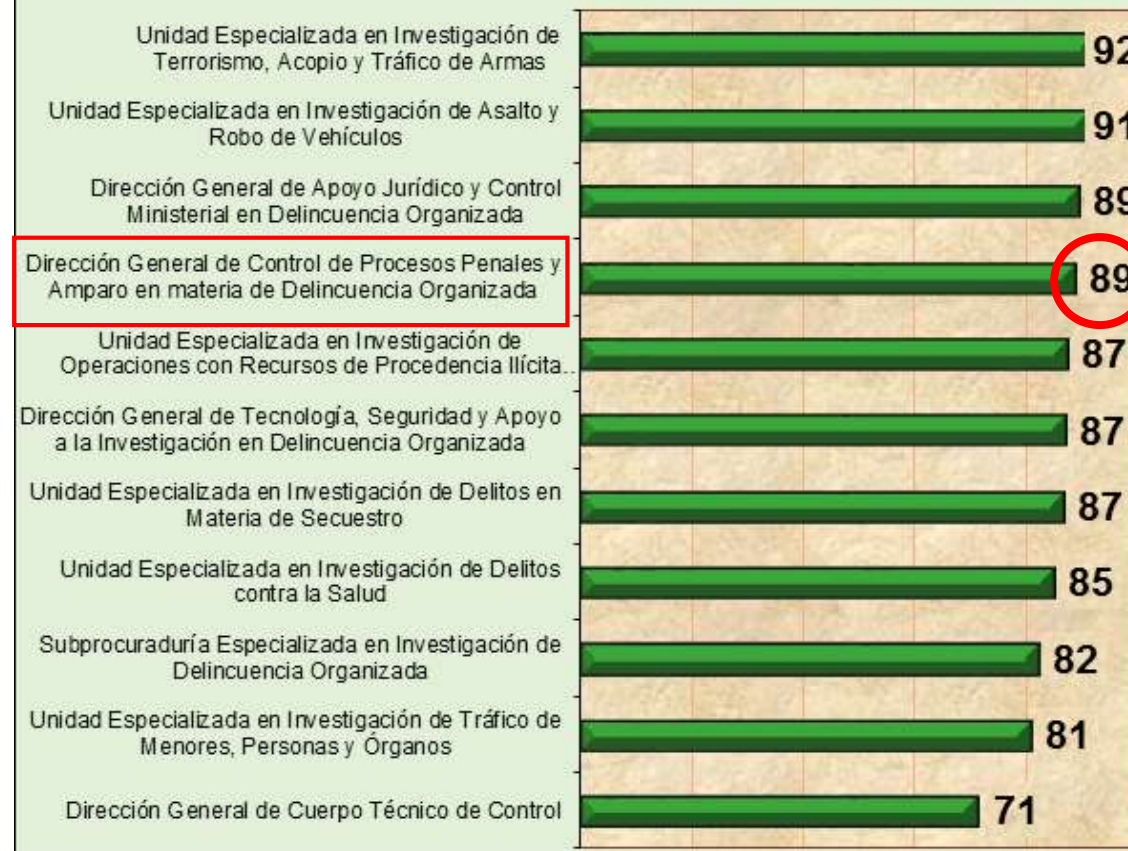 Unidad Especializada en Investigación de
Terrorismo, Acopio y Tráfico de Armas
92
Unidad Especializada en Investigación de Asalto y
Robo de Vehículos
91
Dirección General de Apoyo Jurídico y Control
Ministerial en Delincuencia Organizada
89
Dirección General de Control de Procesos Penales y
Amparo en materia de Delincuencia Organizada
89
Unidad Especializada en Investigación de
Operaciones con Recursos de Procedencia Ilícita..
87
Dirección General de Tecnología, Seguridad y Apoyo
a la Investigación en Delincuencia Organizada
87
Unidad Especializada en Investigación de Delitos en
Materia de Secuestro
87
Unidad Especializada en Investigación de Delitos
contra la Salud
85
Subprocuraduría Especializada en Investigación de
Delincuencia Organizada
82
Unidad Especializada en Investigación de Tráfico de
Menores, Personas y Órganos
81
Dirección General de Cuerpo Técnico de Control
71